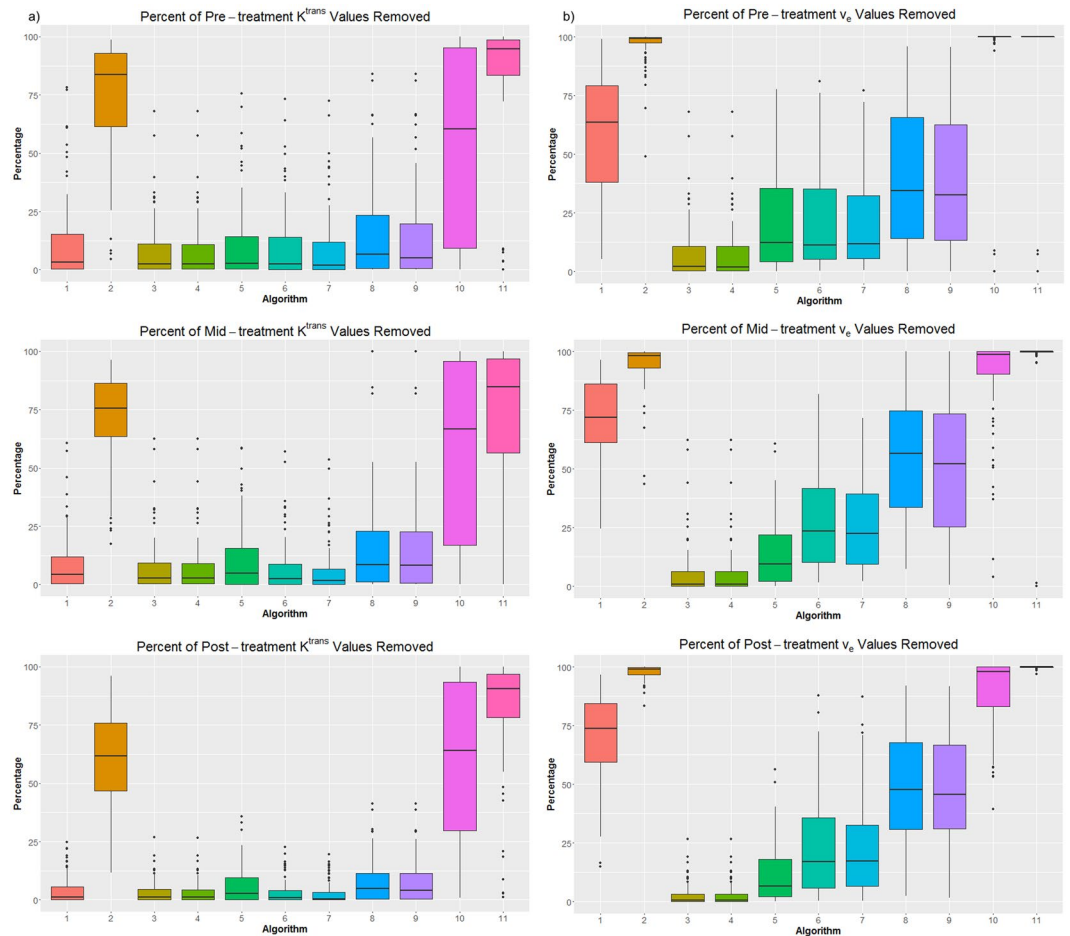 a)
Percent of Pre – treatment K^trans Values Removed
100
75
50
25
0
Percentage
1 2 3 4 5 6 7 8 9 10 11
Algorithm
b)
Percent of Pre – treatment v_e Values Removed
100
75
50
25
0
Percentage
1 2 3 4 5 6 7 8 9 10 11
Algorithm
Percent of Mid – treatment K^trans Values Removed
100
75
50
25
0
Percentage
1 2 3 4 5 6 7 8 9 10 11
Algorithm
Percent of Mid – treatment v_e Values Removed
100
75
50
25
0
Percentage
1 2 3 4 5 6 7 8 9 10 11
Algorithm
Percent of Post – treatment K^trans Values Removed
100
75
50
25
0
Percentage
1 2 3 4 5 6 7 8 9 10 11
Algorithm
Percent of Post – treatment v_e Values Removed
100
75
50
25
0
Percentage
1 2 3 4 5 6 7 8 9 10 11
Algorithm